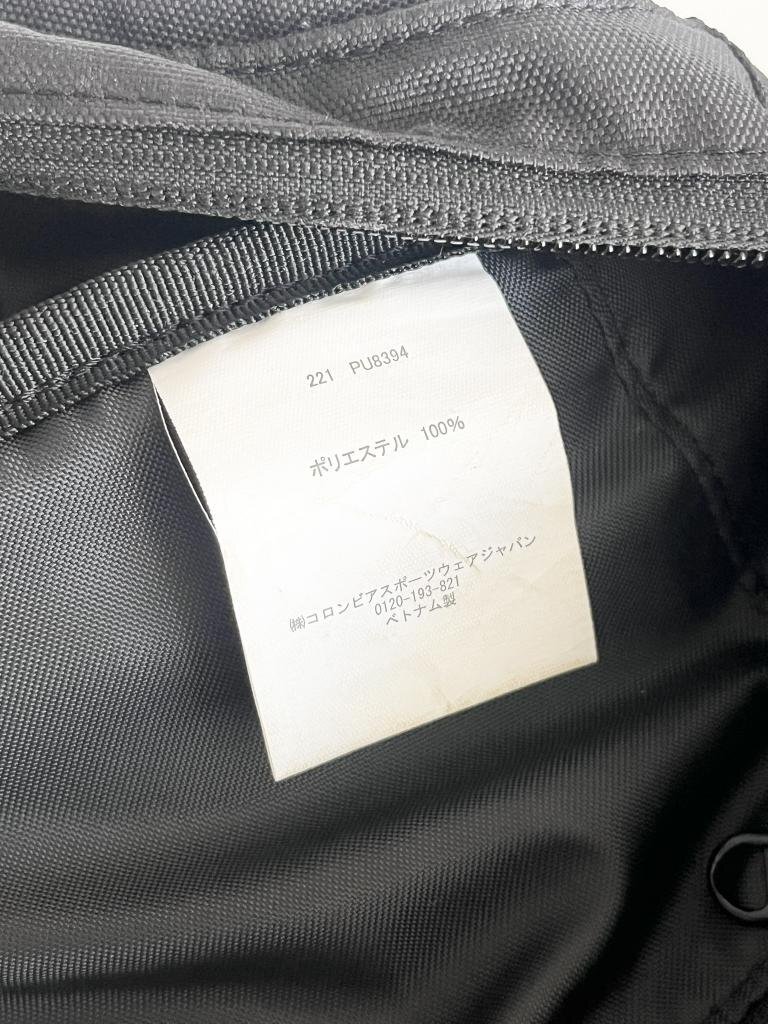 221 PU8394
ポリエステル 100%
㈱コロンビアスポーツウェアジャパン
0120-193-821
ベトナム製